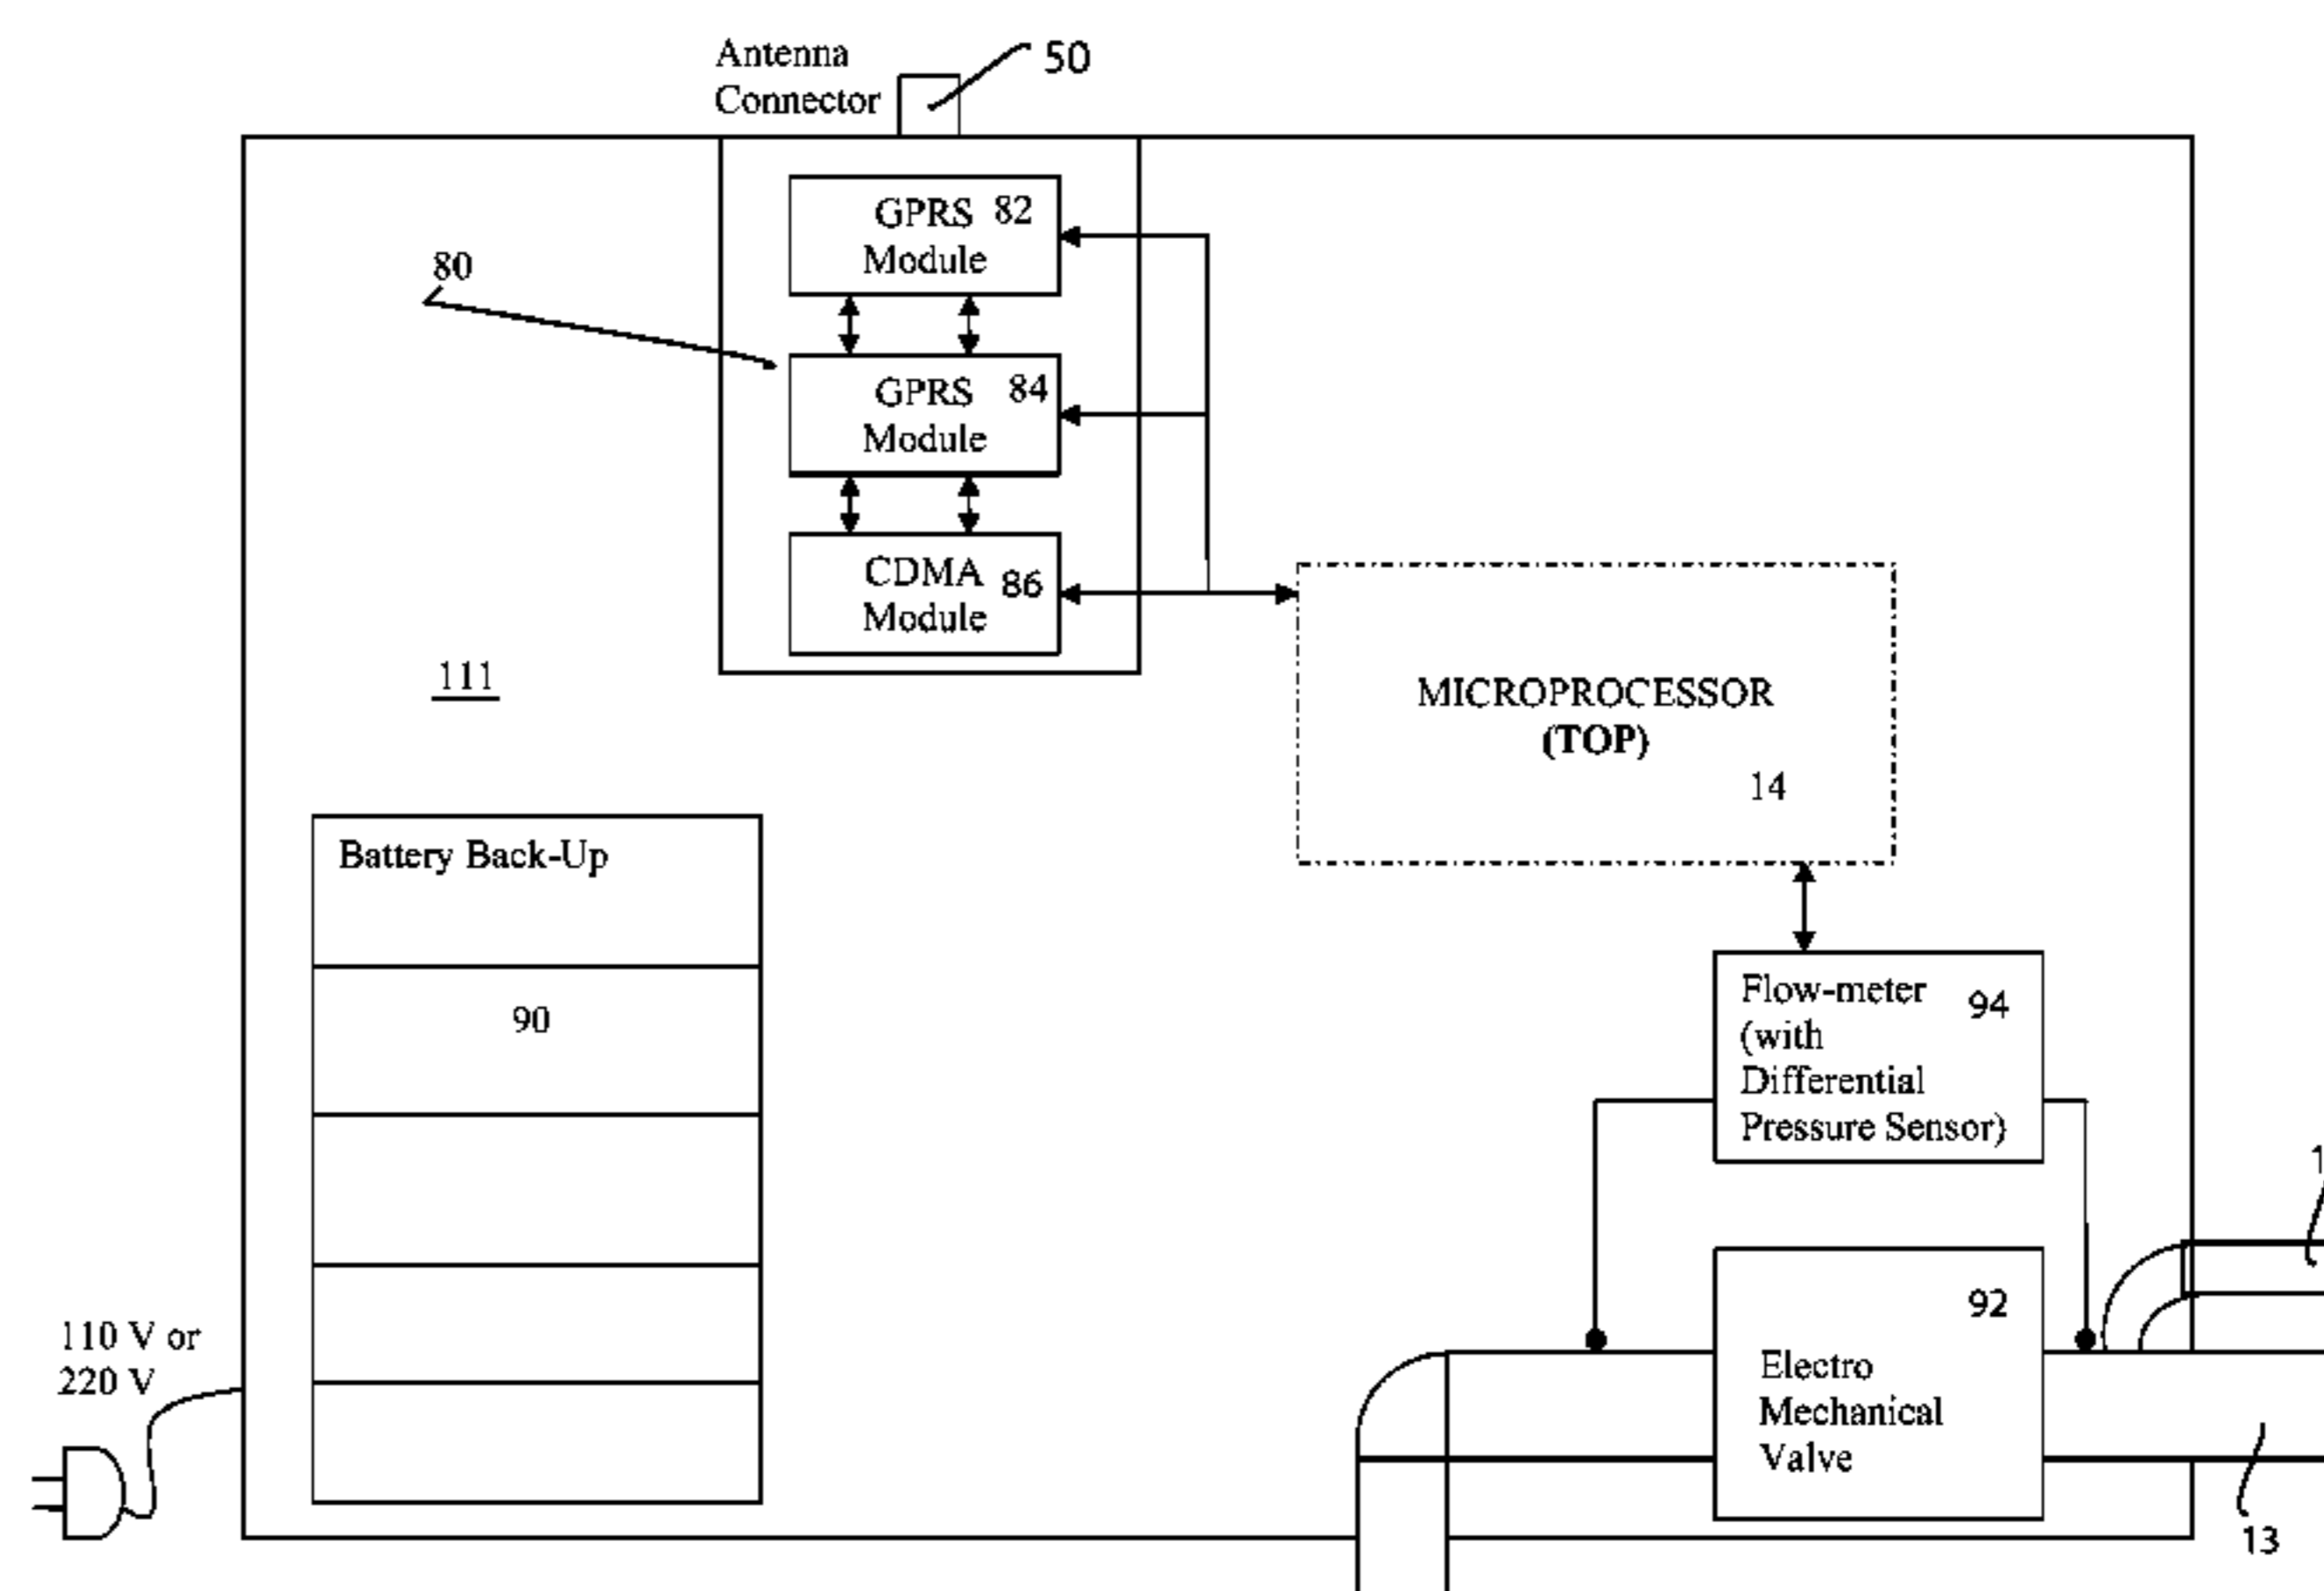 Antenna
Connector
50
GPRS 82
Module
80
GPRS 84
Module
CDMA 86
Module
111
MICROPROCESSOR
(TOP)
14
Battery Back-Up
90
Flow-meter 94
(with
Differential
Pressure Sensor)
92
Electro
Mechanical
Valve
110 V or
220 V
13